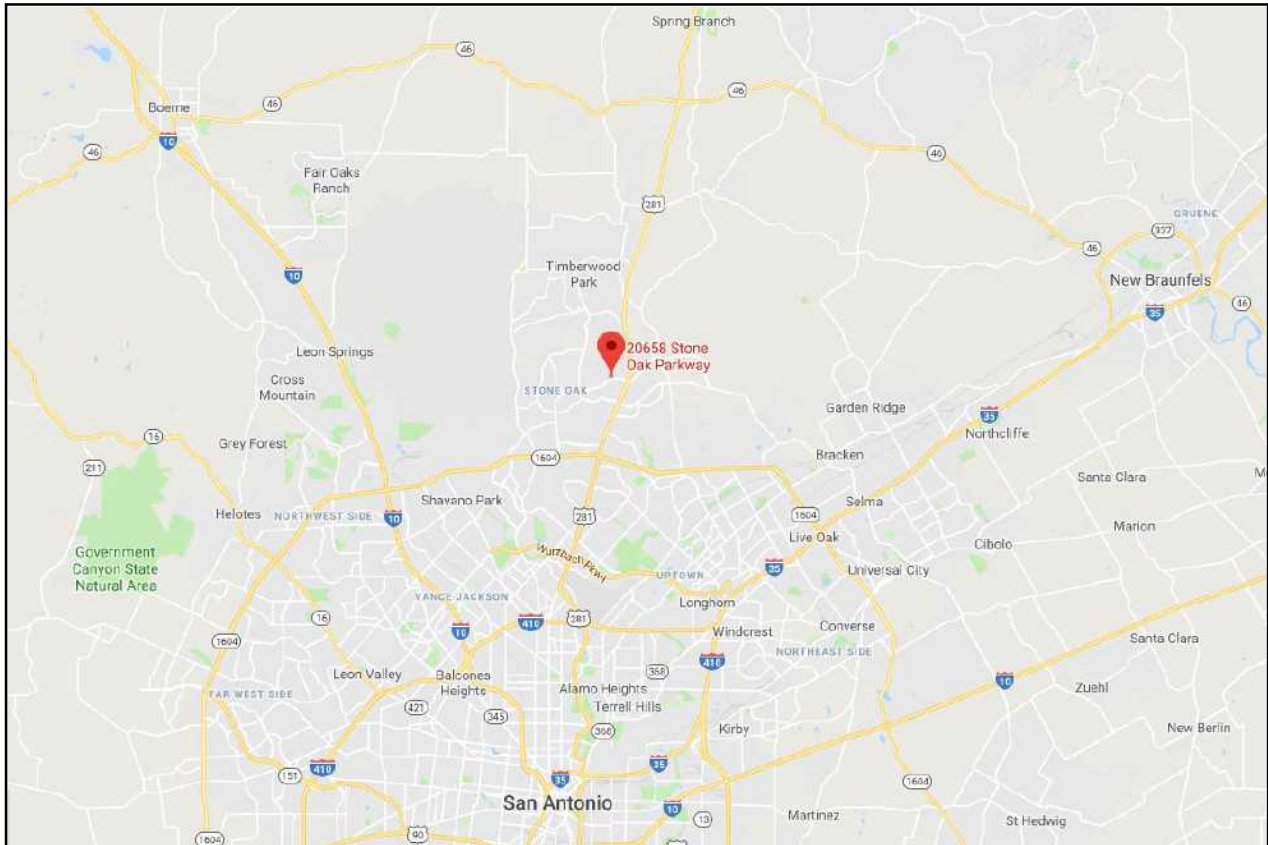 Spring Branch
46
46
46
Boerne
10
46
46
Fair Oaks
Ranch
281
GRUENE
337
46
Timberwood
Park
10
New Braunfels
46
35
20658 Stone
Oak Parkway
Leon Springs
Cross
Mountain
STONE OAK
Garden Ridge
35
Northcliffe
16
Grey Forest
211
1604
Bracken
Santa Clara
Shavano Park
Selma
Helotes
NORTHWEST SIDE
10
281
1604
Marion
Live Oak
Cibolo
Government
Canyon State
Natural Area
Wurzbach Pkwy
35
UPTOWN
Universal City
VANCE JACKSON
Longhorn
16
410
281
10
Windcrest
Converse
1604
NORTHEAST SIDE
Santa Clara
368
410
Leon Valley
Balcones
Heights
10
Zuehl
FAR WEST SIDE
Alamo Heights
Terrell Hills
421
345
368
Kirby
New Berlin
35
151
410
35
1604
San Antonio
10
13
Martinez
St Hedwig
1604
90